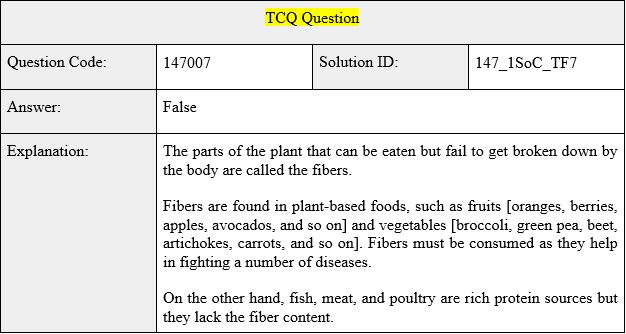 TCQ Question
Question Code: 147007 Solution ID: 147_1SoC_TF7
Answer: False
Explanation: The parts of the plant that can be eaten but fail to get broken down by
the body are called the fibers.
Fibers are found in plant-based foods, such as fruits [oranges, berries,
apples, avocados, and so on] and vegetables [broccoli, green pea, beet,
artichokes, carrots, and so on]. Fibers must be consumed as they help
in fighting a number of diseases.
On the other hand, fish, meat, and poultry are rich protein sources but
they lack the fiber content.